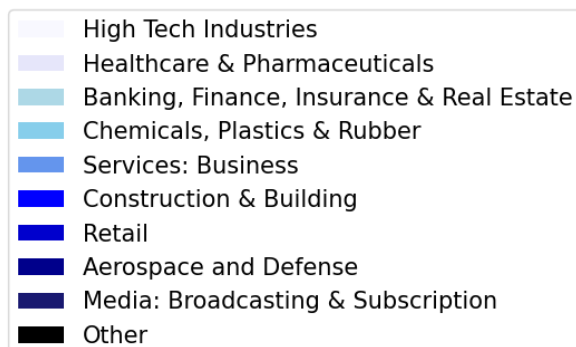 High Tech Industries
Healthcare & Pharmaceuticals
Banking, Finance, Insurance & Real Estate
Chemicals, Plastics & Rubber
Services: Business
Construction & Building
Retail
Aerospace and Defense
Media: Broadcasting & Subscription
Other